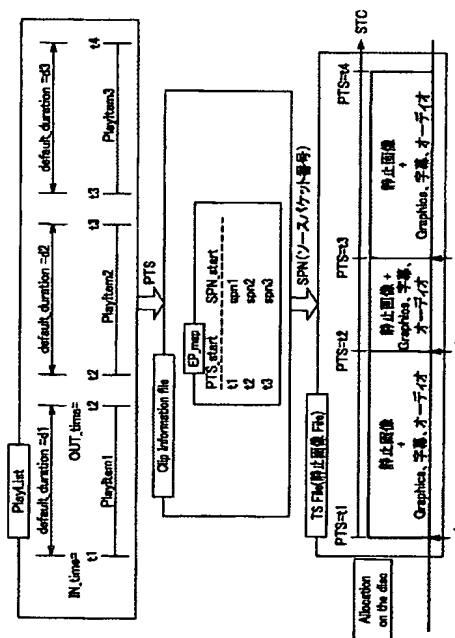 PlayList
default_duration =d1
default_duration =d2
default_duration =d3
IN_time=
OUT_time=
t1
t2
t2
t3
t3
t4
PlayItem1
PlayItem2
PlayItem3
PTS
Clip Information file
EP_map
PTS_start
SPN_start
t1
spn1
t2
spn2
t3
spn3
SPN(ソースパケット番号)
TS File(静止画像 File)
STC
PTS=t1
PTS=t2
PTS=t3
PTS=t4
静止画像
+
Graphics、字幕、オーディオ
静止画像 +
Graphics、字幕、
オーディオ
静止画像
+
Graphics、字幕、オーディオ
Allocation
on the disc